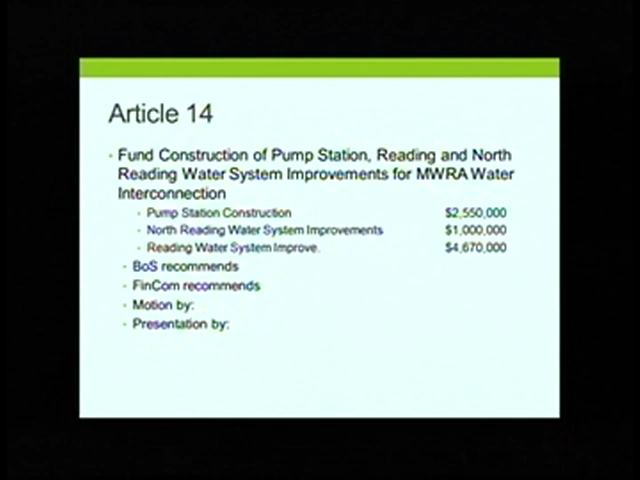 Article 14
Fund Construction of Pump Station, Reading and North
Reading Water System Improvements for MWRA Water
Interconnection
Pump Station Construction $2,550,000
North Reading Water System Improvements $1,000,000
Reading Water System Improve. $4,670,000
BoS recommends
FinCom recommends
Motion by:
Presentation by: